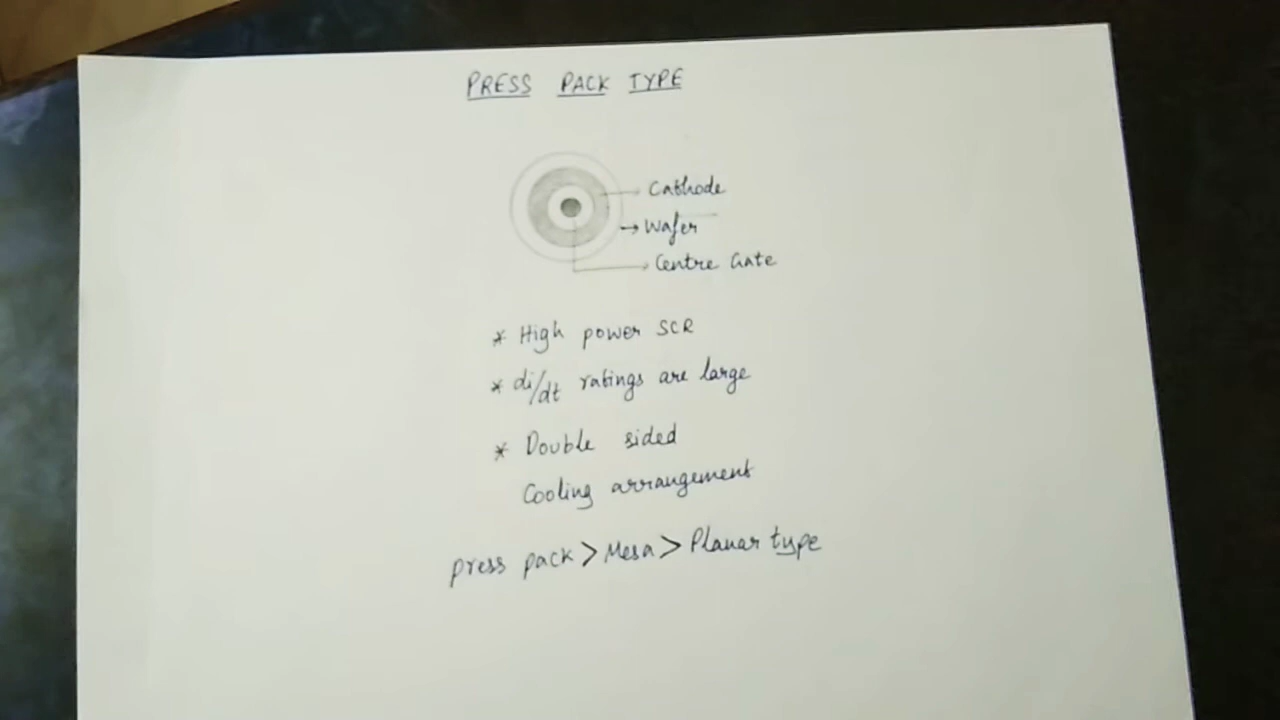 PRESS PACK TYPE
Cathode
Wafer
Centre Gate
* High power SCR
* di/dt ratings are large
* Double sided
Cooling arrangement
press pack > Mesa > Planar type